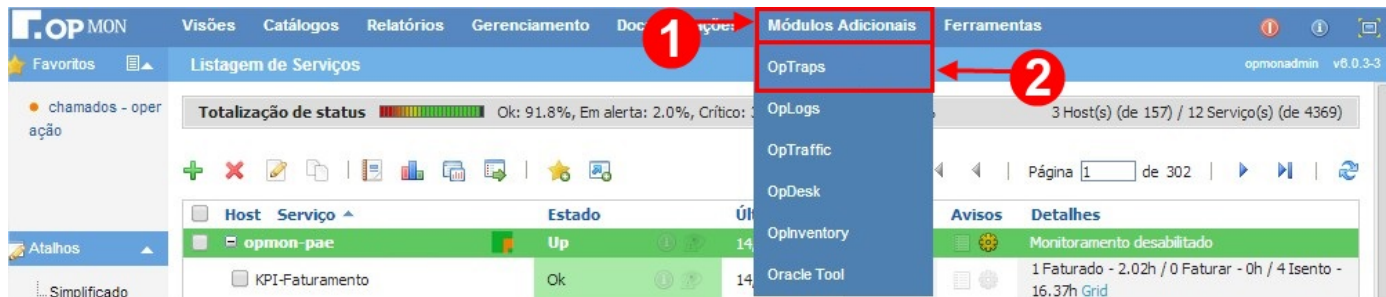 OPMON Visões Catálogos Relatórios Gerenciamento Módulos Adicionais Ferramentas
1
Favoritos Listagem de Serviços OpTraps 2 opmonadmin v6.0.3-3
chamados - oper
ação
Totalização de status Ok: 91.8%, Em alerta: 2.0%, Crítico: OpLogs 3 Host(s) (de 157) / 12 Serviço(s) (de 4369)
OpTraffic
Página 1 de 302
OpDesk
Host Serviço Estado Avisos Detalhes
OpInventory
Atalhos opmon-pae Up 14, Monitoramento desabilitado
Simplificado KPI-Faturamento Ok 14, Oracle Tool 1 Faturado - 2.02h / 0 Faturar - 0h / 4 Isento -
16.37h Grid